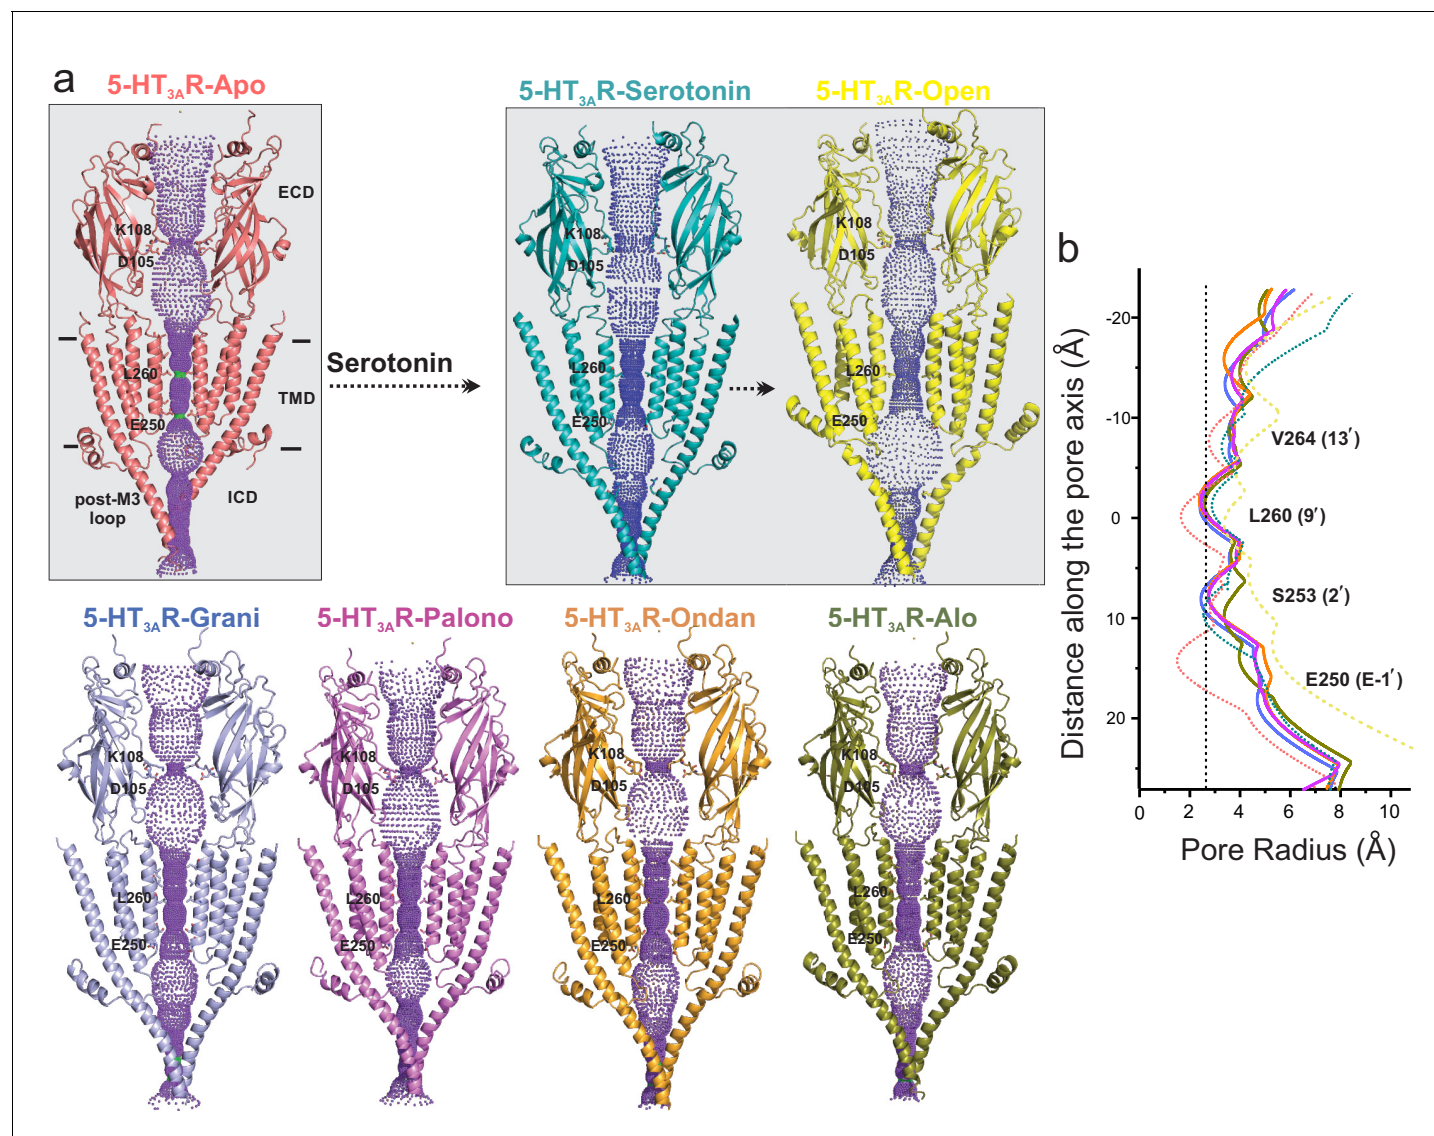 a
5-HT3AR-Apo
5-HT3AR-Serotonin
5-HT3AR-Open
ECD
K108
D105
L260
TMD
E250
post-M3
loop
ICD
Serotonin
K108
D105
L260
E250
K108
D105
L260
E250
b
Distance along the pore axis (Å)
-20
-10
0
10
20
V264 (13′)
L260 (9′)
S253 (2′)
E250 (E-1′)
0
2
4
6
8
10
Pore Radius (Å)
5-HT3AR-Grani
5-HT3AR-Palono
5-HT3AR-Ondan
5-HT3AR-Alo
K108
D105
L260
E250
K108
D105
L260
E250
K108
D105
L260
E250
K108
D105
L260
E250